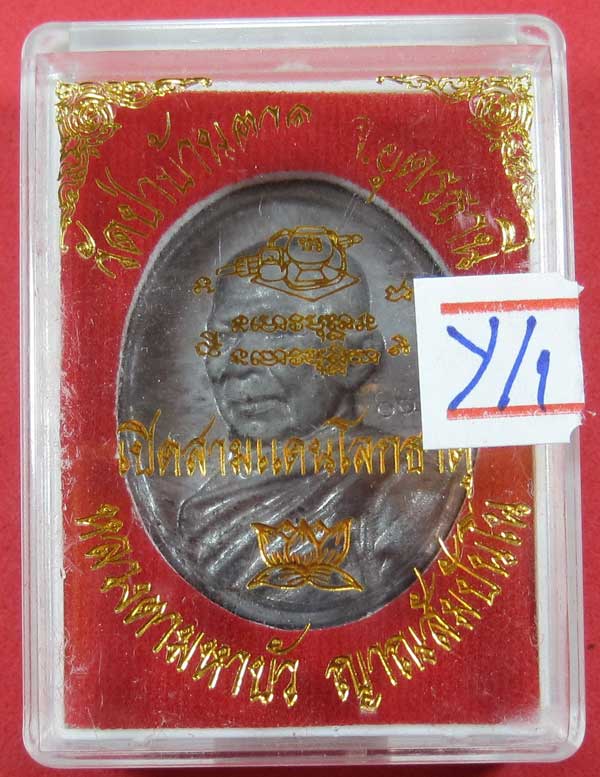 วัดป่าบ้านตาด จ.อุดรธานี
เปิดสามแดนโลกธาตุ
หลวงตามหาบัว ญาณสัมปันโน
Y/1